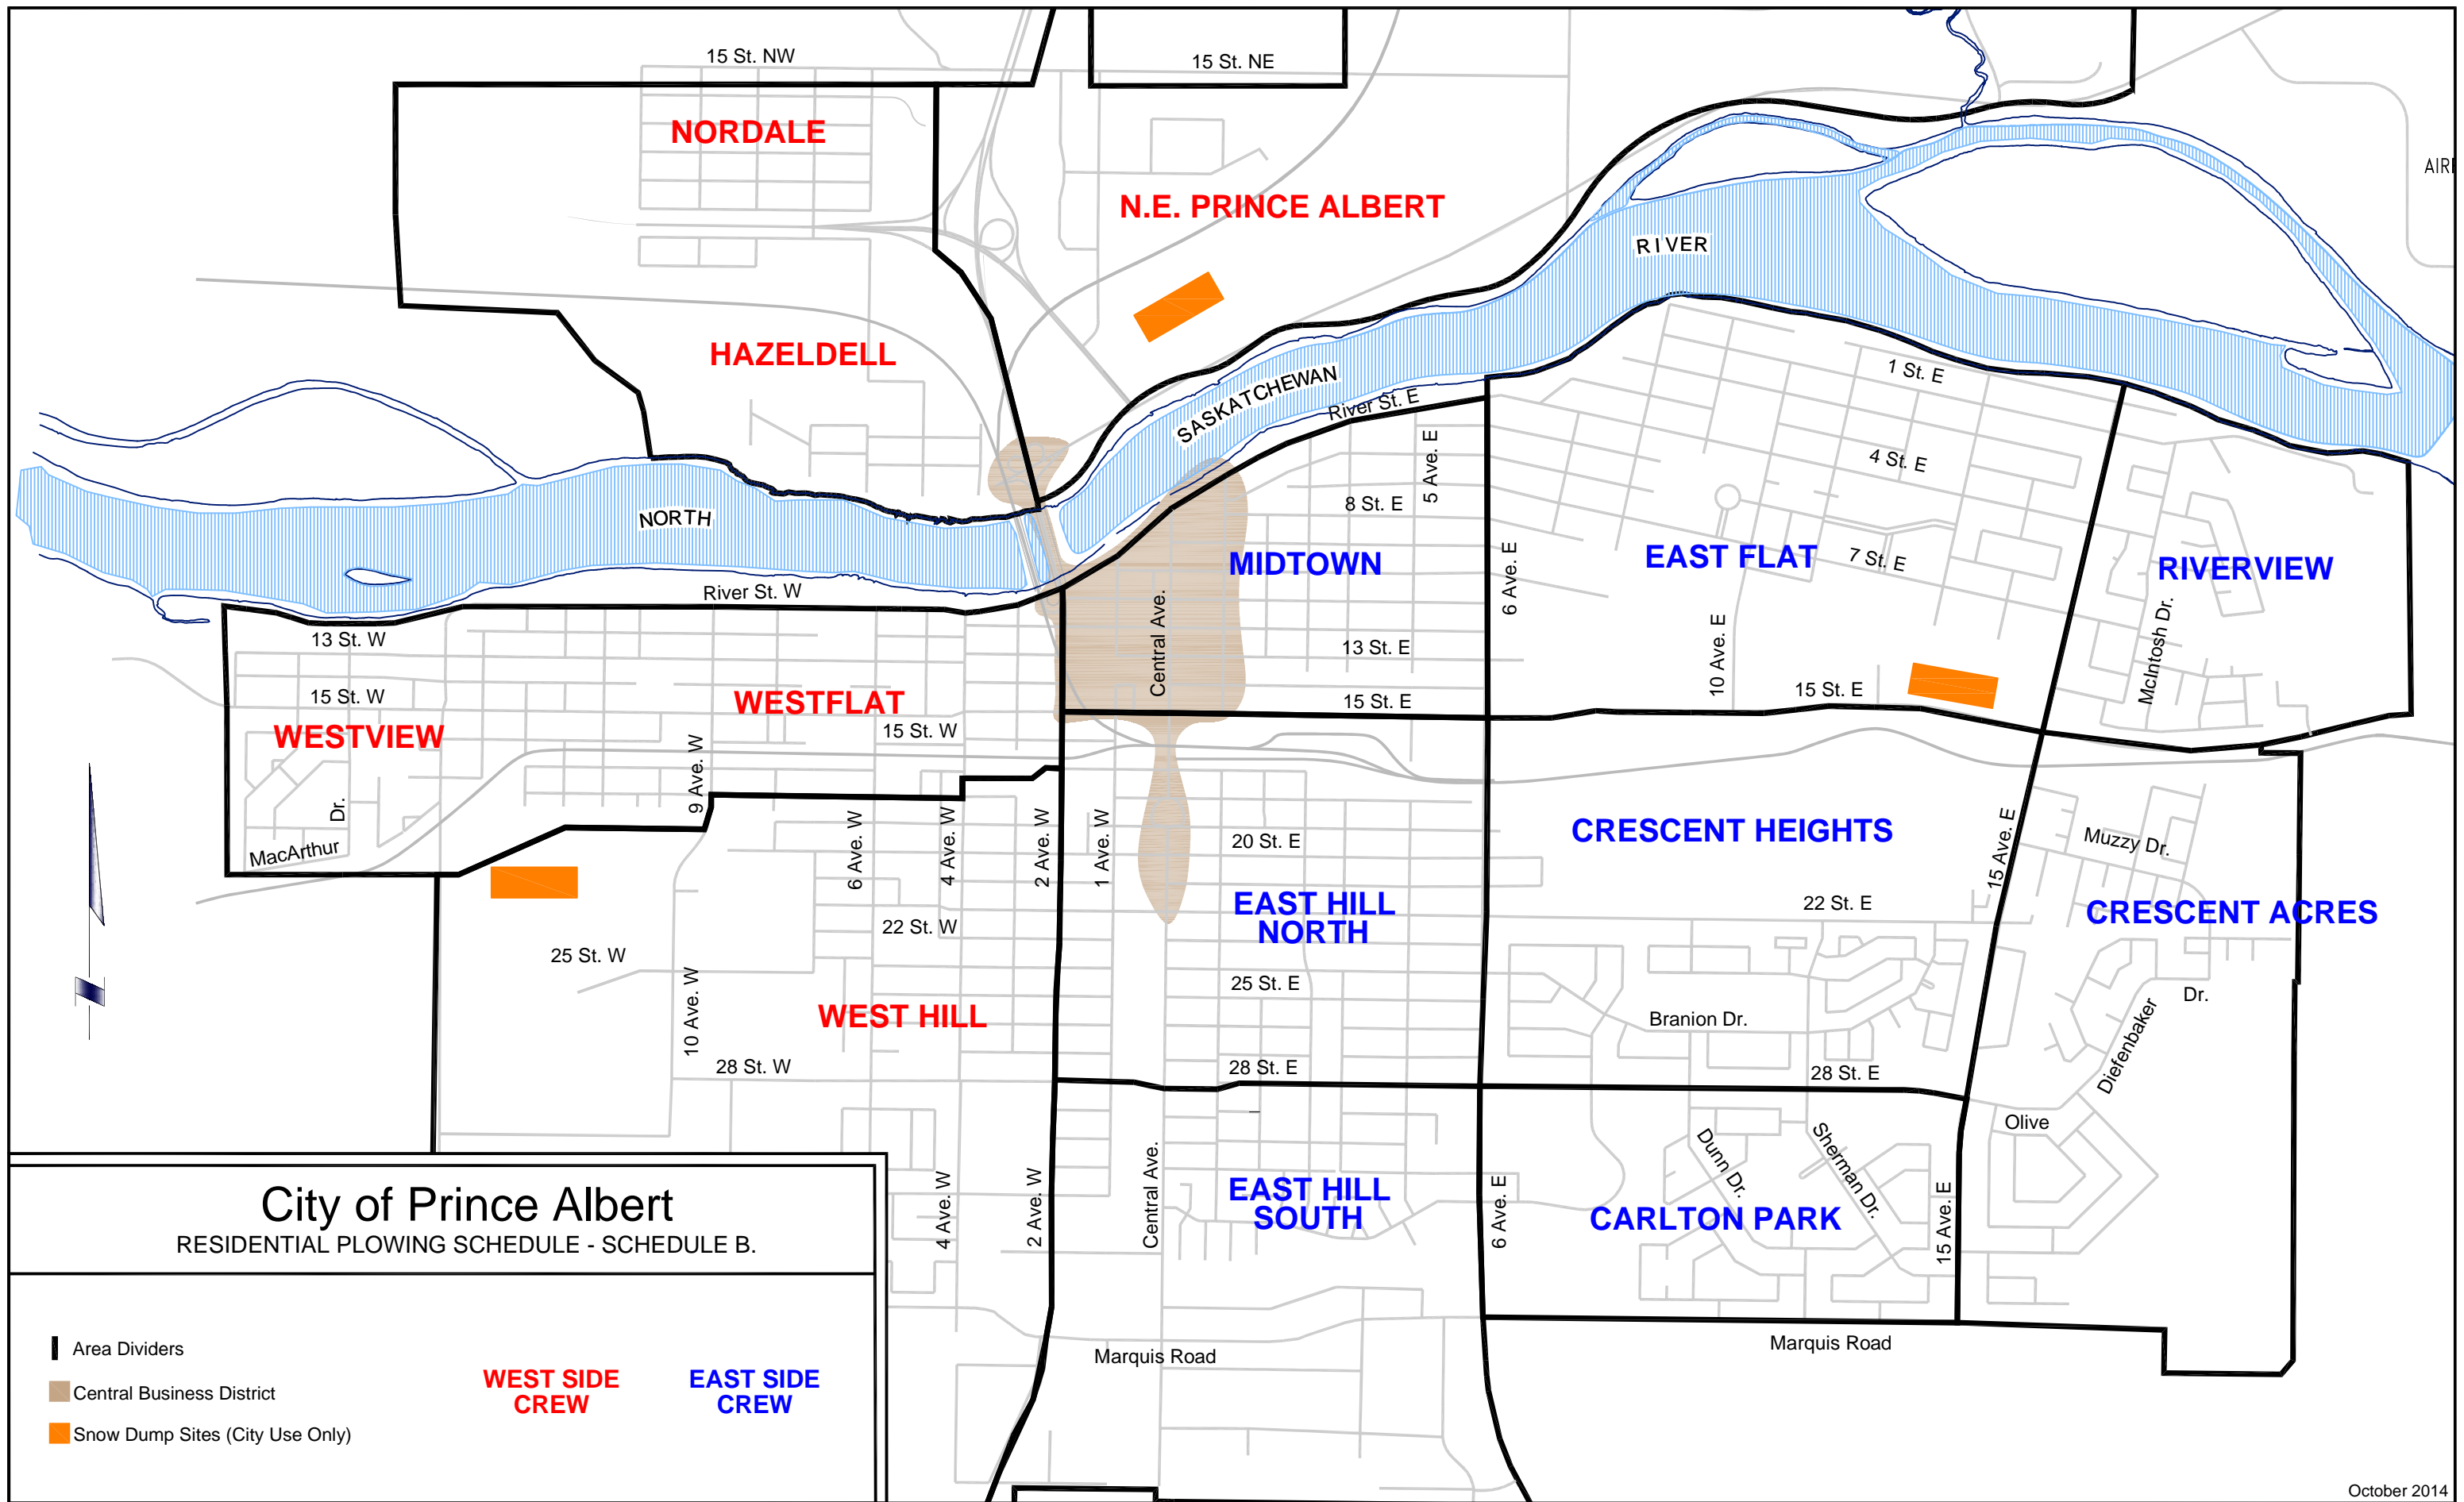 15 St. NW
15 St. NE
NORDALE
AIR
N.E. PRINCE ALBERT
RIVER
HAZELDELL
1 St. E
SASKATCHEWAN
River St. E
5 Ave. E
4 St. E
8 St. E
NORTH
MIDTOWN
EAST FLAT
7 St. E
RIVERVIEW
6 Ave. E
River St. W
Central Ave.
13 St. W
13 St. E
10 Ave. E
McIntosh Dr.
15 St. W
WESTFLAT
15 St. E
15 St. E
WESTVIEW
15 St. W
9 Ave. W
Dr.
MacArthur
6 Ave. W
4 Ave. W
2 Ave. W
1 Ave. W
20 St. E
CRESCENT HEIGHTS
15 Ave. E
Muzzy Dr.
EAST HILL
NORTH
22 St. E
CRESCENT ACRES
22 St. W
25 St. W
10 Ave. W
25 St. E
Dr.
WEST HILL
Branion Dr.
Diefenbaker
28 St. W
28 St. E
28 St. E
Olive
Dunn Dr.
Sherman Dr.
4 Ave. W
2 Ave. W
Central Ave.
EAST HILL
SOUTH
6 Ave. E
CARLTON PARK
15 Ave. E
Marquis Road
Marquis Road
City of Prince Albert
RESIDENTIAL PLOWING SCHEDULE - SCHEDULE B.
Area Dividers
Central Business District
Snow Dump Sites (City Use Only)
WEST SIDE
CREW
EAST SIDE
CREW
October 2014